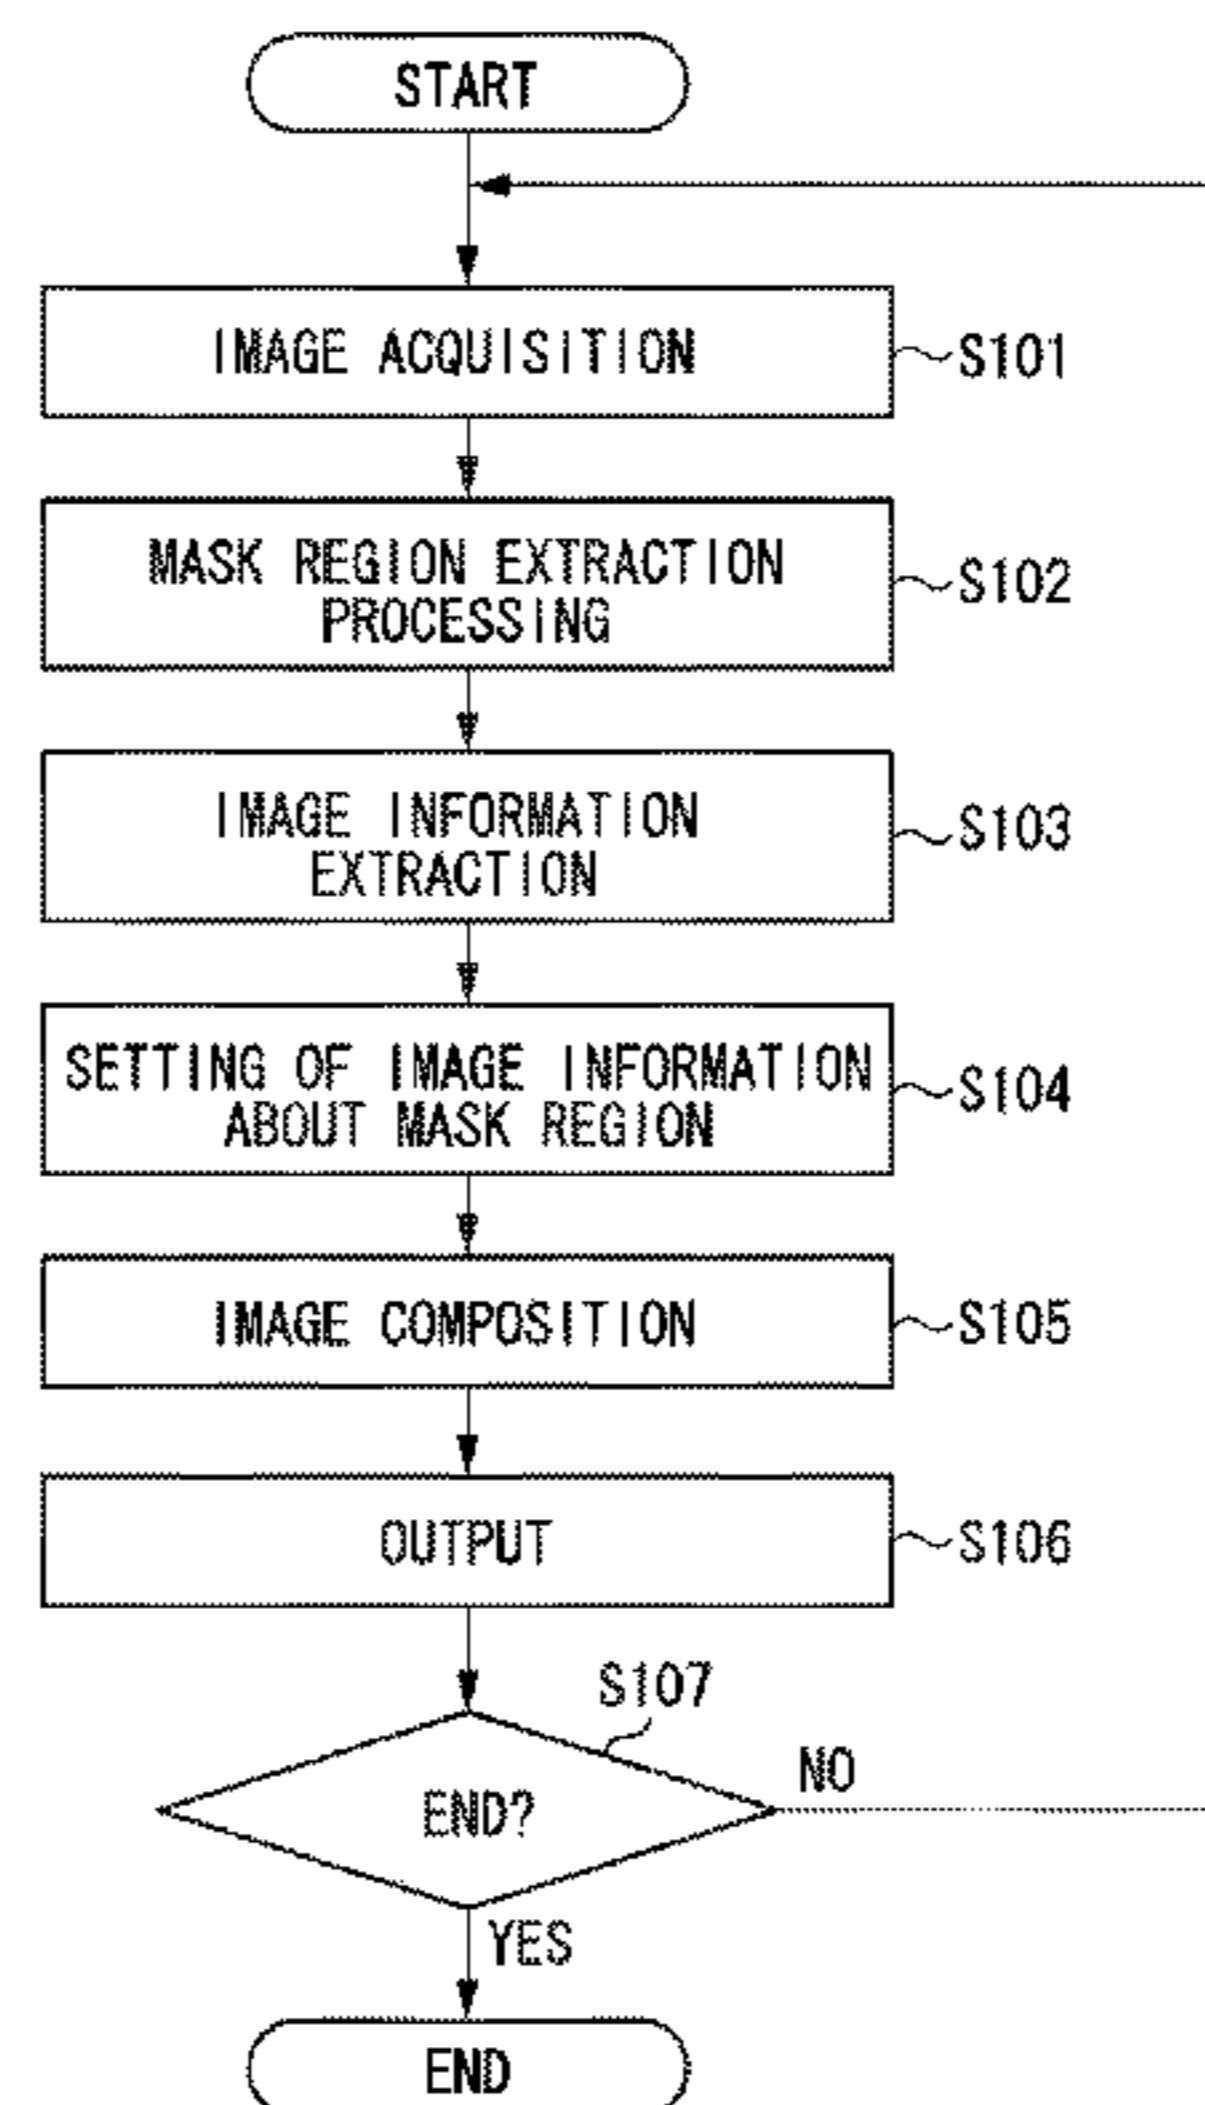 START
IMAGE ACQUISITION
S101
MASK REGION EXTRACTION
PROCESSING
S102
IMAGE INFORMATION
EXTRACTION
S103
SETTING OF IMAGE INFORMATION
ABOUT MASK REGION
S104
IMAGE COMPOSITION
S105
OUTPUT
S106
S107
END?
NO
YES
END